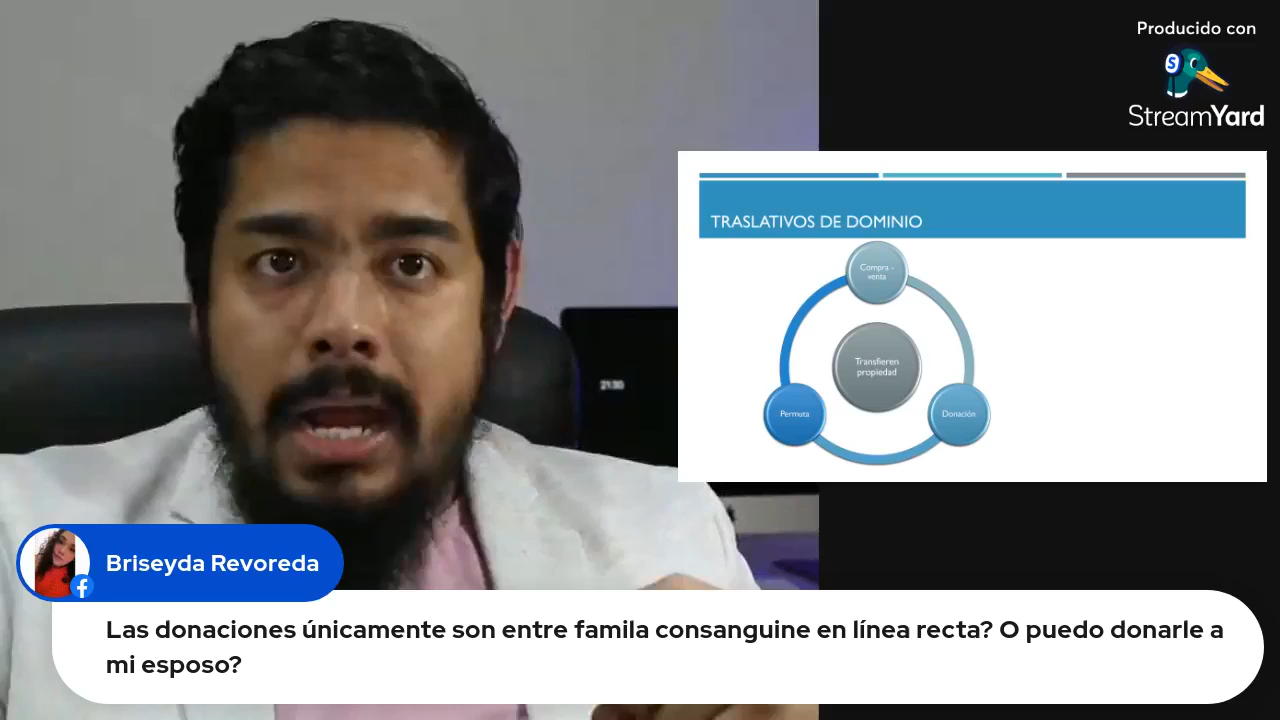 Producido con
StreamYard
TRASLATIVOS DE DOMINIO
Compra -
venta
Transfieren
propiedad
Permuta
Donación
21:30
Briseyda Revoreda
Las donaciones únicamente son entre famila consanguine en línea recta? O puedo donarle a
mi esposo?